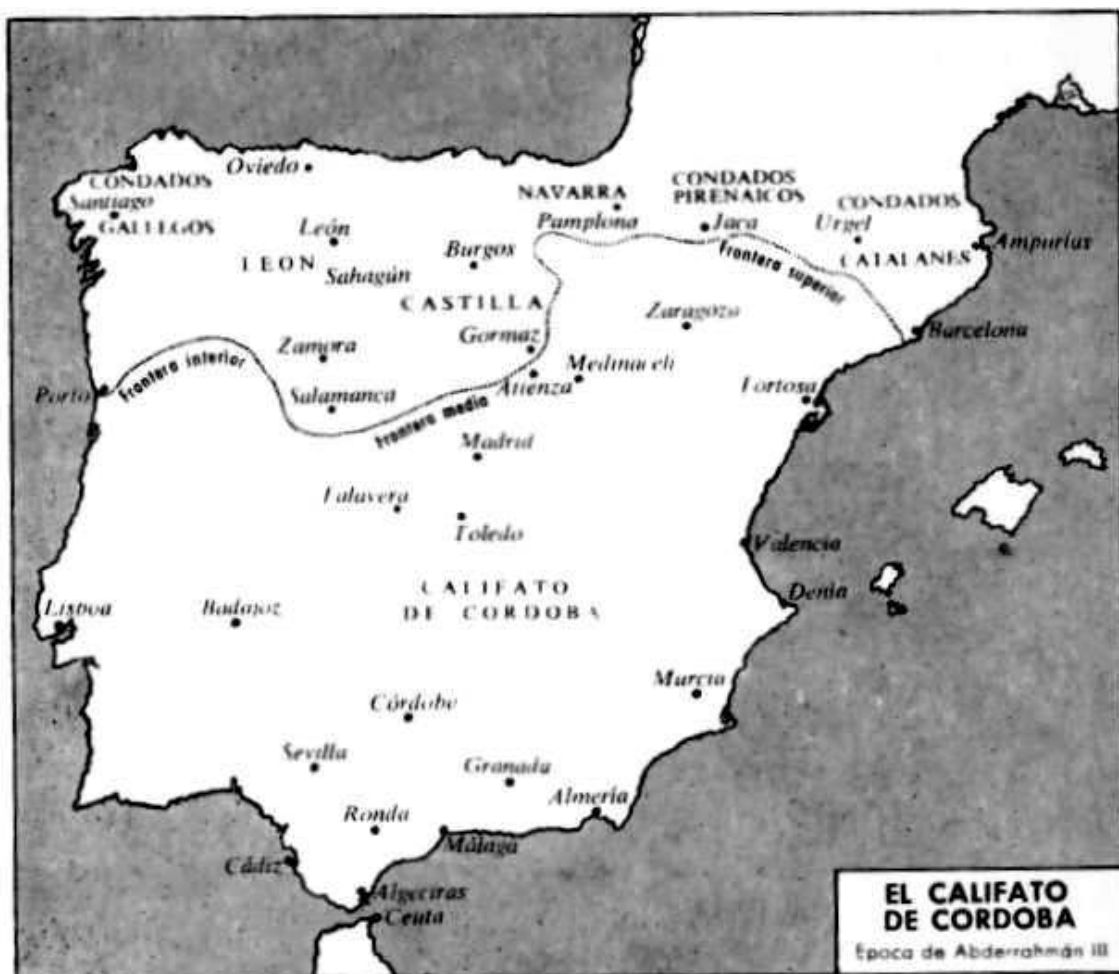 Oviedo
CONDADOS
Santiago
GALLEGOS
León
LEON
Sahagún
Burgos
CASTILLA
NAVARRA
Pamplona
CONDADOS
PIRENAICOS
Jaca
CONDADOS
Urgel
CATALANES
Ampurias
Frontera superior
Zaragoza
Barcelona
Gormaz
Zamora
Medinaceli
Atienza
Frontera inferior
Porto
Salamanca
Frontera media
Tortosa
Madrid
Talavera
Toledo
Valencia
CALIFATO
DE CORDOBA
Denia
Lisboa
Badajoz
Murcia
Córdobe
Sevilla
Granada
Almería
Ronda
Málaga
Cádiz
Algeciras
Ceuta
EL CALIFATO
DE CORDOBA
Epoca de Abderrahmán III